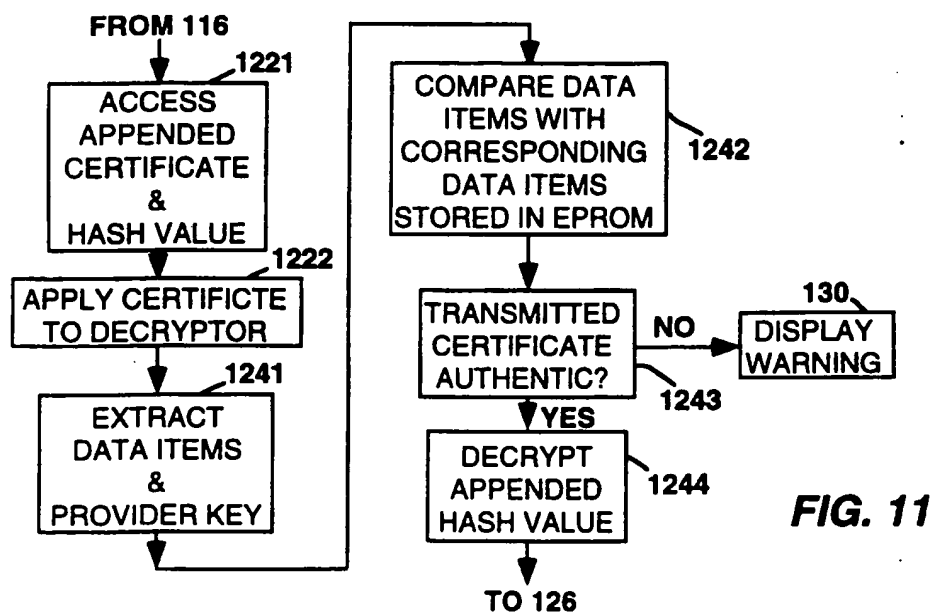 FROM 116
1221
ACCESS
APPENDED
CERTIFICATE
&
HASH VALUE
1222
APPLY CERTIFICTE
TO DECRYPTOR
1241
EXTRACT
DATA ITEMS
&
PROVIDER KEY
COMPARE DATA
ITEMS WITH
CORRESPONDING
DATA ITEMS
STORED IN EPROM
1242
TRANSMITTED
CERTIFICATE
AUTHENTIC?
1243
NO
130
DISPLAY
WARNING
YES
DECRYPT
APPENDED
HASH VALUE
1244
TO 126
FIG. 11